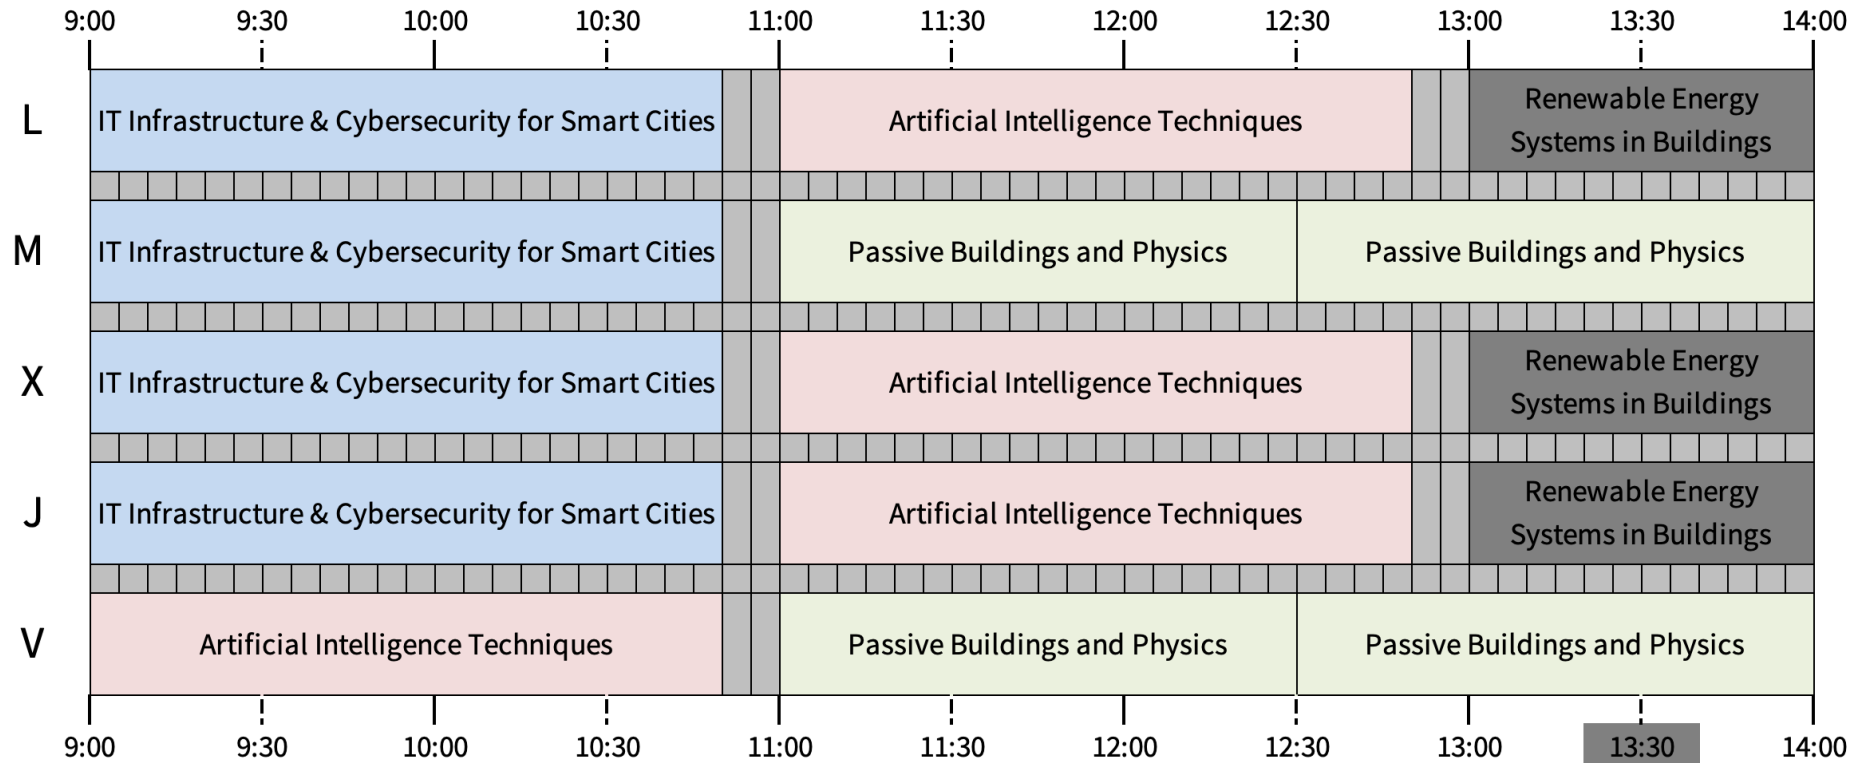 9:00 9:30 10:00 10:30 11:00 11:30 12:00 12:30 13:00 13:30 14:00
L
IT Infrastructure & Cybersecurity for Smart Cities
Artificial Intelligence Techniques
Renewable Energy
Systems in Buildings
M
IT Infrastructure & Cybersecurity for Smart Cities
Passive Buildings and Physics
Passive Buildings and Physics
X
IT Infrastructure & Cybersecurity for Smart Cities
Artificial Intelligence Techniques
Renewable Energy
Systems in Buildings
J
IT Infrastructure & Cybersecurity for Smart Cities
Artificial Intelligence Techniques
Renewable Energy
Systems in Buildings
V
Artificial Intelligence Techniques
Passive Buildings and Physics
Passive Buildings and Physics
9:00 9:30 10:00 10:30 11:00 11:30 12:00 12:30 13:00 13:30 14:00